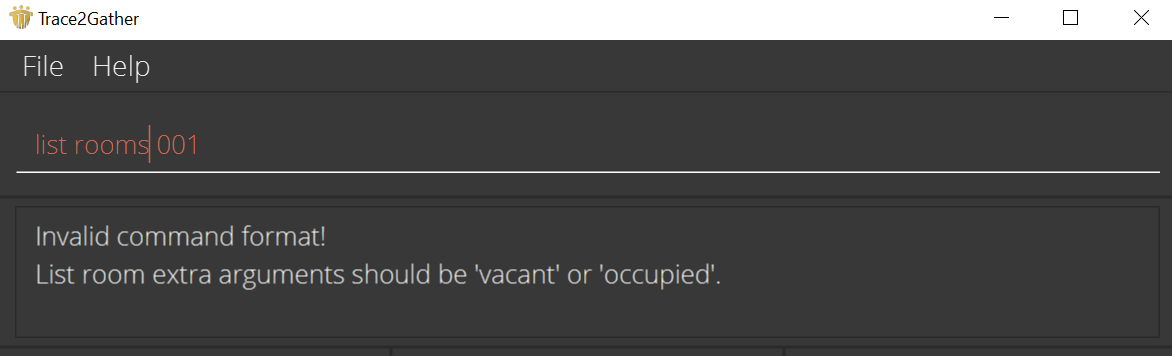 Trace2Gather
File Help
list rooms 001
Invalid command format!
List room extra arguments should be 'vacant' or 'occupied'.